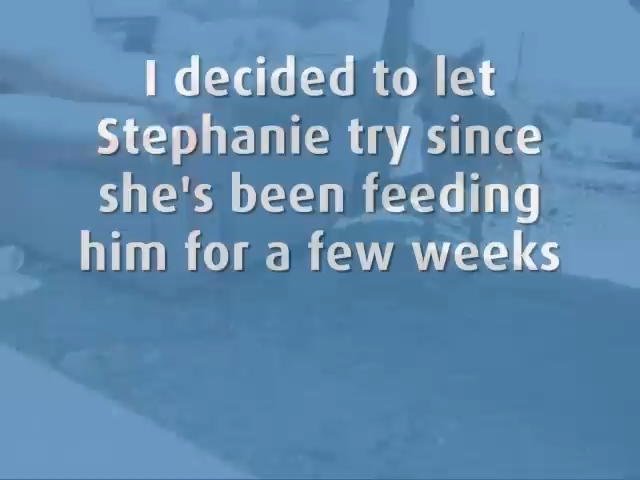 I decided to let
Stephanie try since
she's been feeding
him for a few weeks